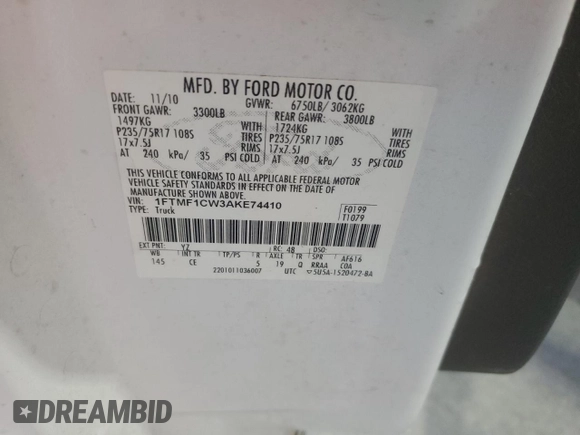 MFD. BY FORD MOTOR CO.
DATE: 11/10 GVWR: 6750LB/ 3062KG
FRONT GAWR: 3300LB REAR GAWR: 3800LB
1497KG WITH 1724KG WITH
P235/75R17 108S TIRES P235/75R17 108S TIRES
17x7.5J RIMS 17x7.5J RIMS
AT 240 kPa/ 35 PSI COLD AT 240 kPa/ 35 PSI COLD
THIS VEHICLE CONFORMS TO ALL APPLICABLE FEDERAL MOTOR
VEHICLE SAFETY STANDARDS IN EFFECT ON THE DATE OF
MANUFACTURE SHOWN ABOVE.
VIN: 1FTMF1CW3AKE74410 F0199
TYPE: Truck T1079
EXT PNT: YZ RC: 48 DSO:
WB INT TR TP/PS R AXLE TR SPR AF616
145 CE 5 19 Q RRAA COA
2201011036007 UTC 5U5A-1520472-BA
DREAMBID